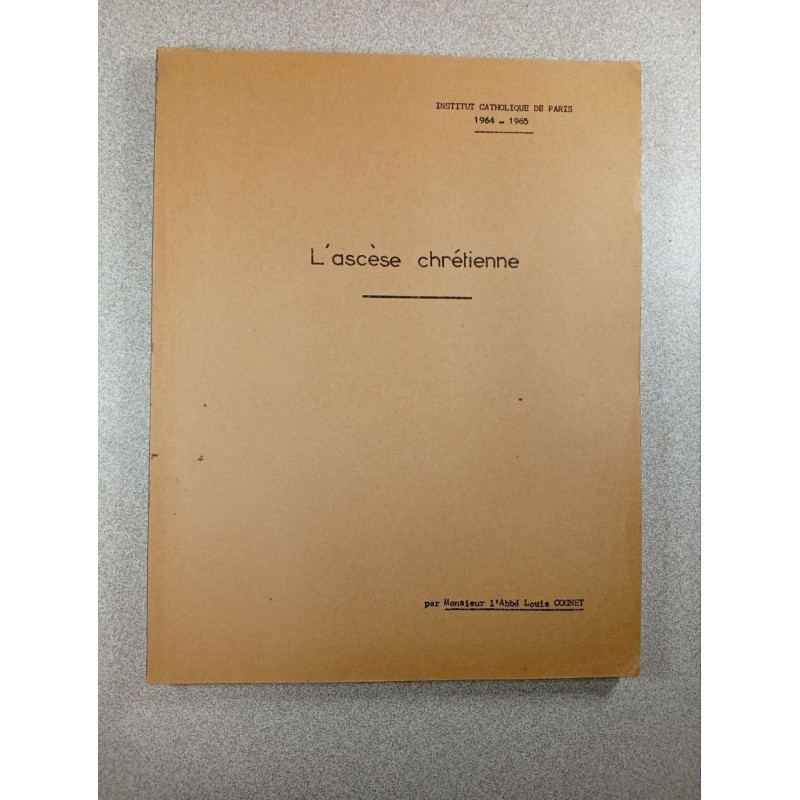 INSTITUT CATHOLIQUE DE PARIS
1964 - 1965
L'ascèse chrétienne
par Monsieur l'Abbé Louis COGNET